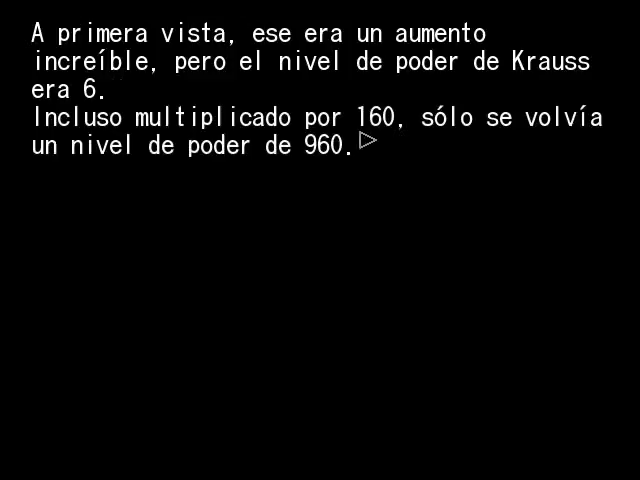 A primera vista, ese era un aumento
increíble, pero el nivel de poder de Krauss
era 6.
Incluso multiplicado por 160, sólo se volvía
un nivel de poder de 960.